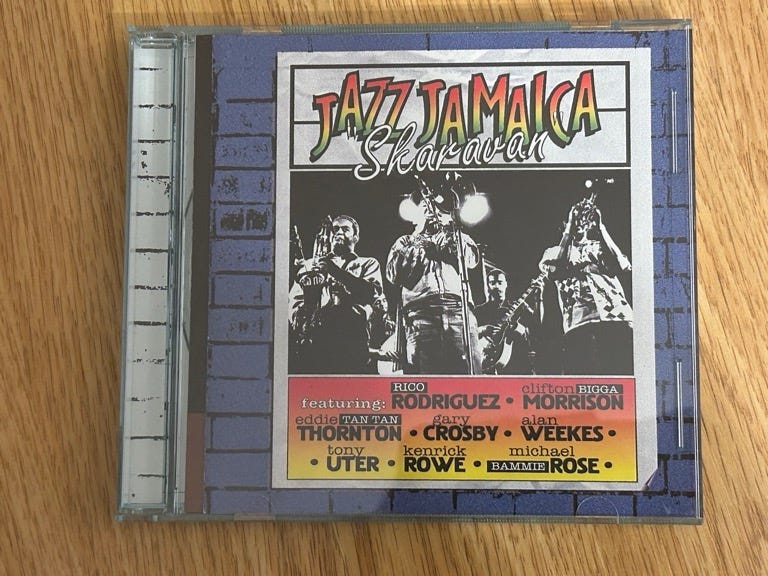 JAZZ JAMAICA
"Skaravan"
RICO clifton BIGGA
featuring: RODRIGUEZ • MORRISON
eddie TAN TAN gary alan
THORNTON • CROSBY • WEEKES •
tony kenrick michael
• UTER • ROWE • BAMMIE ROSE •